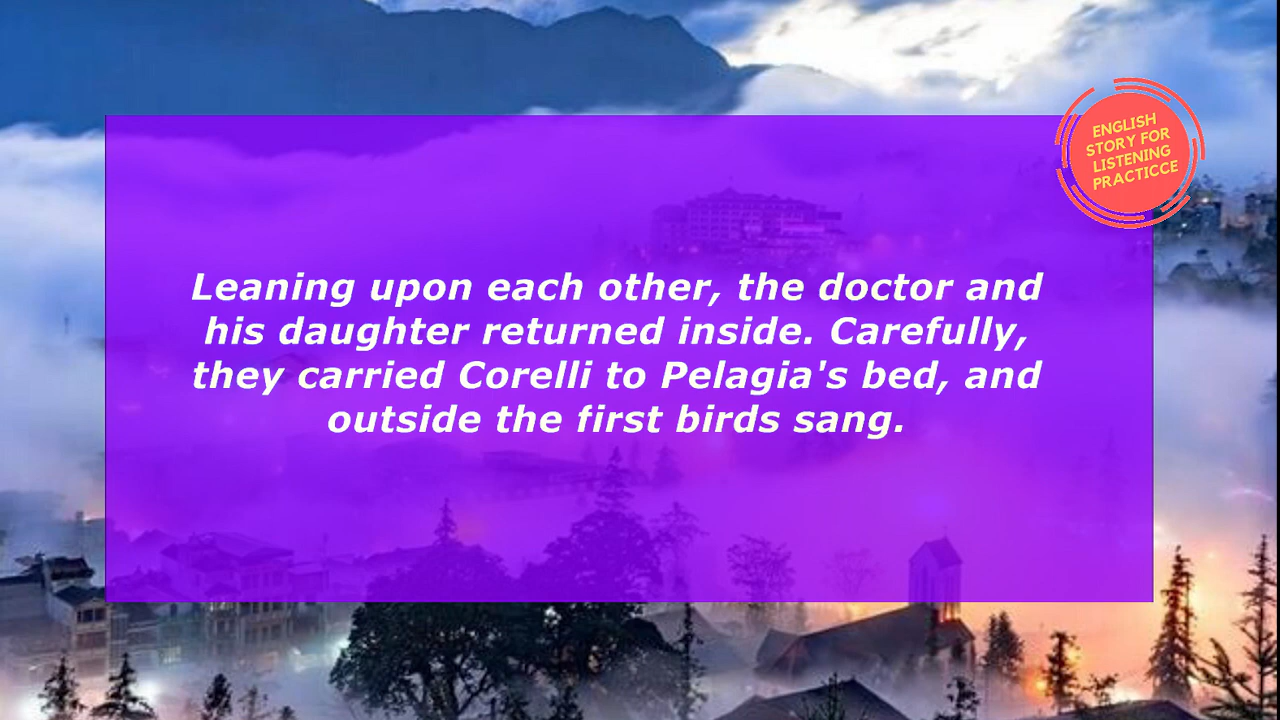 ENGLISH
STORY FOR
LISTENING
PRACTICCE
Leaning upon each other, the doctor and
his daughter returned inside. Carefully,
they carried Corelli to Pelagia's bed, and
outside the first birds sang.